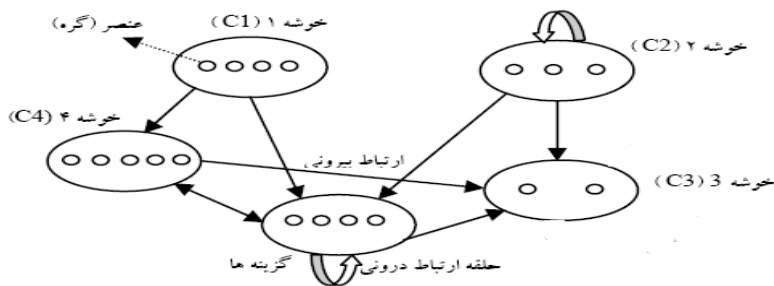 عنصر (گره)
خوشه ۱ (C1)
خوشه ۲ (C2)
خوشه ۴ (C4)
ارتباط بیرونی
خوشه 3 (C3)
گزینه ها
حلقه ارتباط درونی